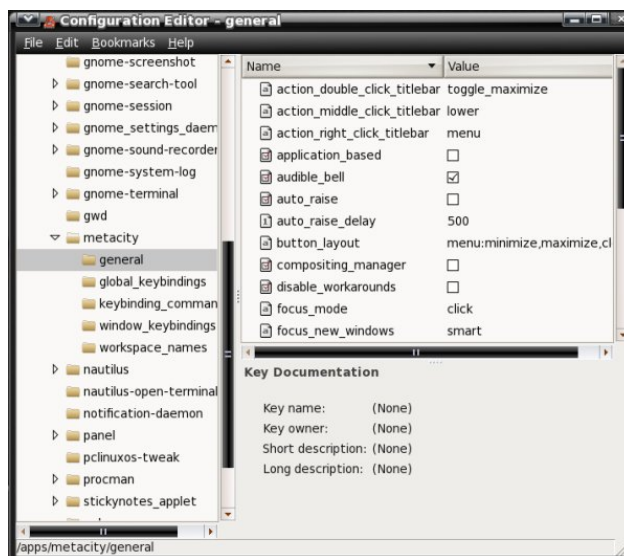 Configuration Editor - general
File Edit Bookmarks Help
gnome-screenshot
gnome-search-tool
gnome-session
gnome_settings_daem
gnome-sound-recorder
gnome-system-log
gnome-terminal
gwd
metacity
general
global_keybindings
keybinding_comman
window_keybindings
workspace_names
nautilus
nautilus-open-terminal
notification-daemon
panel
pclinuxos-tweak
procman
stickynotes_applet
Name Value
action_double_click_titlebar toggle_maximize
action_middle_click_titlebar lower
action_right_click_titlebar menu
application_based
audible_bell
auto_raise
auto_raise_delay 500
button_layout menu:minimize,maximize,cl
compositing_manager
disable_workarounds
focus_mode click
focus_new_windows smart
Key Documentation
Key name: (None)
Key owner: (None)
Short description: (None)
Long description: (None)
/apps/metacity/general